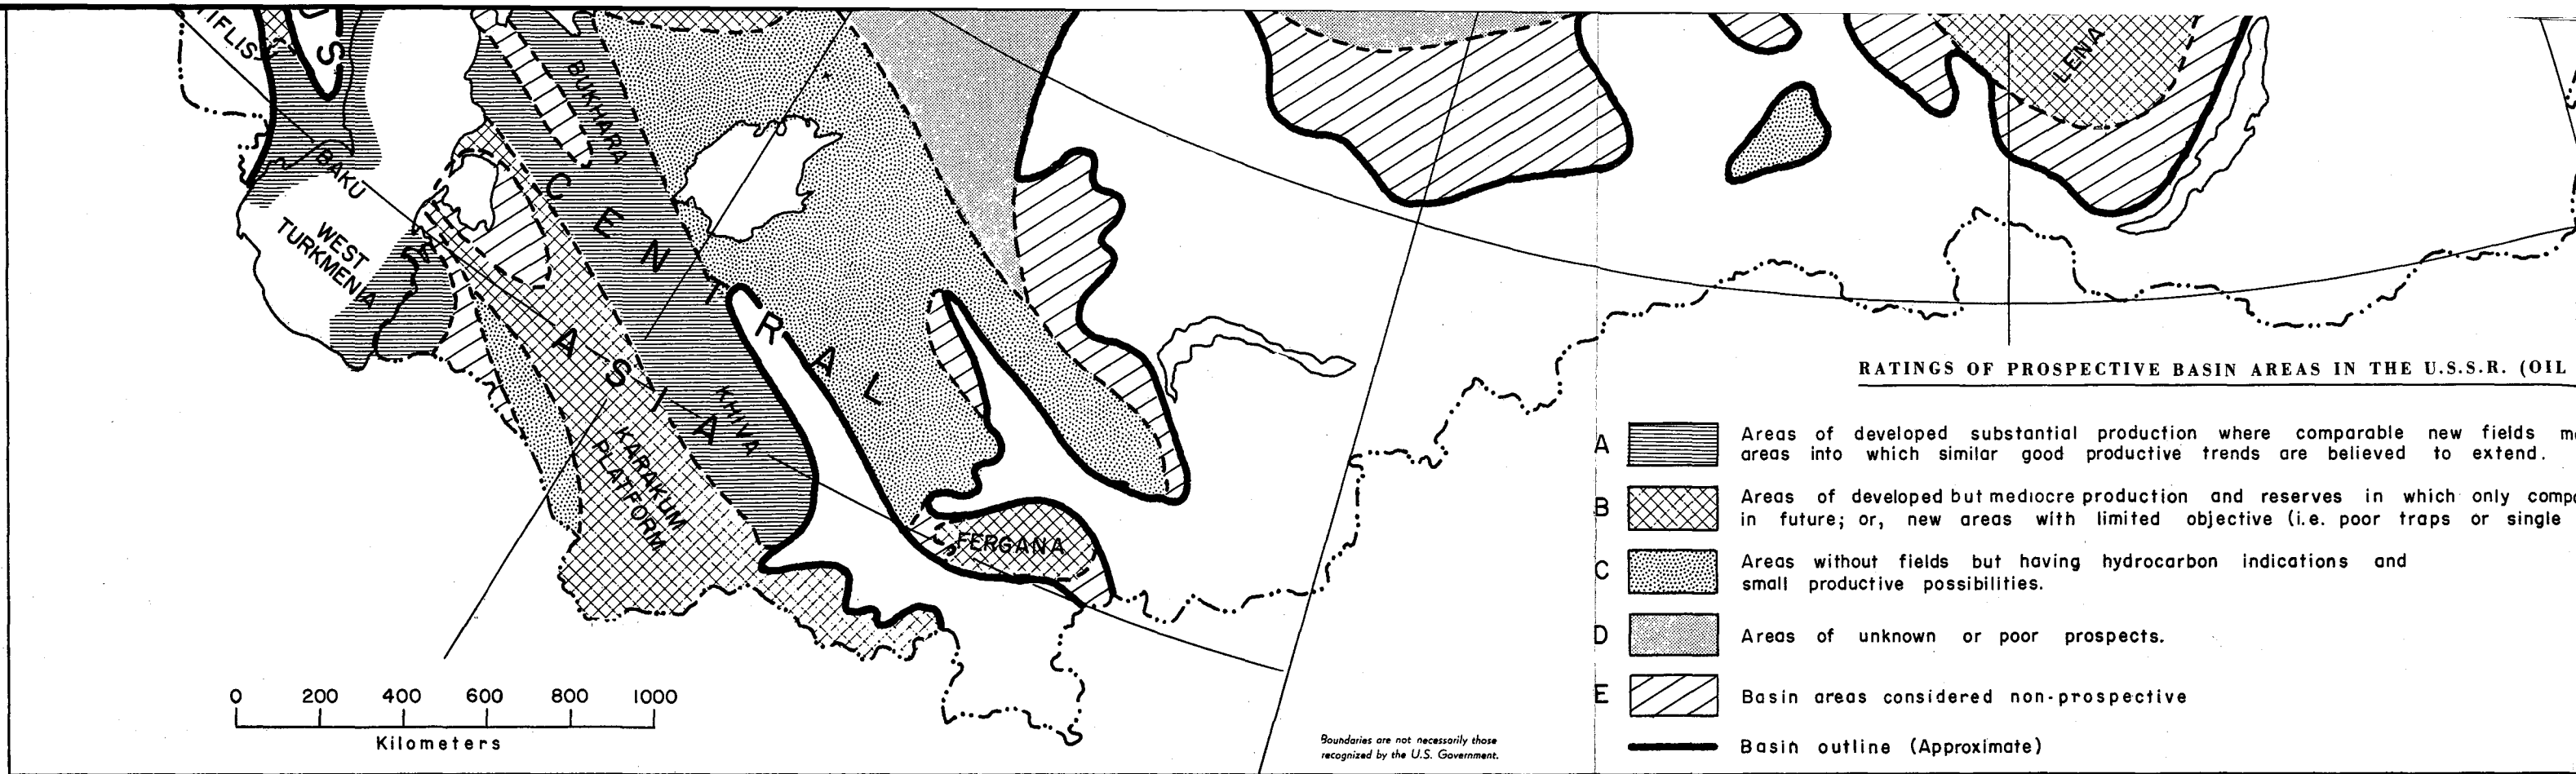 TIFLIS
S
BUKHARA
LENA
BAKU
WEST
TURKMENIA
CENTRAL
ASIA
KHIVA
KARAKUM
PLATFORM
FERGANA
RATINGS OF PROSPECTIVE BASIN AREAS IN THE U.S.S.R. (OIL
A Areas of developed substantial production where comparable new fields
areas into which similar good productive trends are believed to extend.
B Areas of developed but mediocre production and reserves in which only
in future; or, new areas with limited objective (i.e. poor traps or single
C Areas without fields but having hydrocarbon indications and
small productive possibilities.
D Areas of unknown or poor prospects.
E Basin areas considered non-prospective
Basin outline (Approximate)
0 200 400 600 800 1000
Kilometers
Boundaries are not necessarily those
recognized by the U.S. Government.